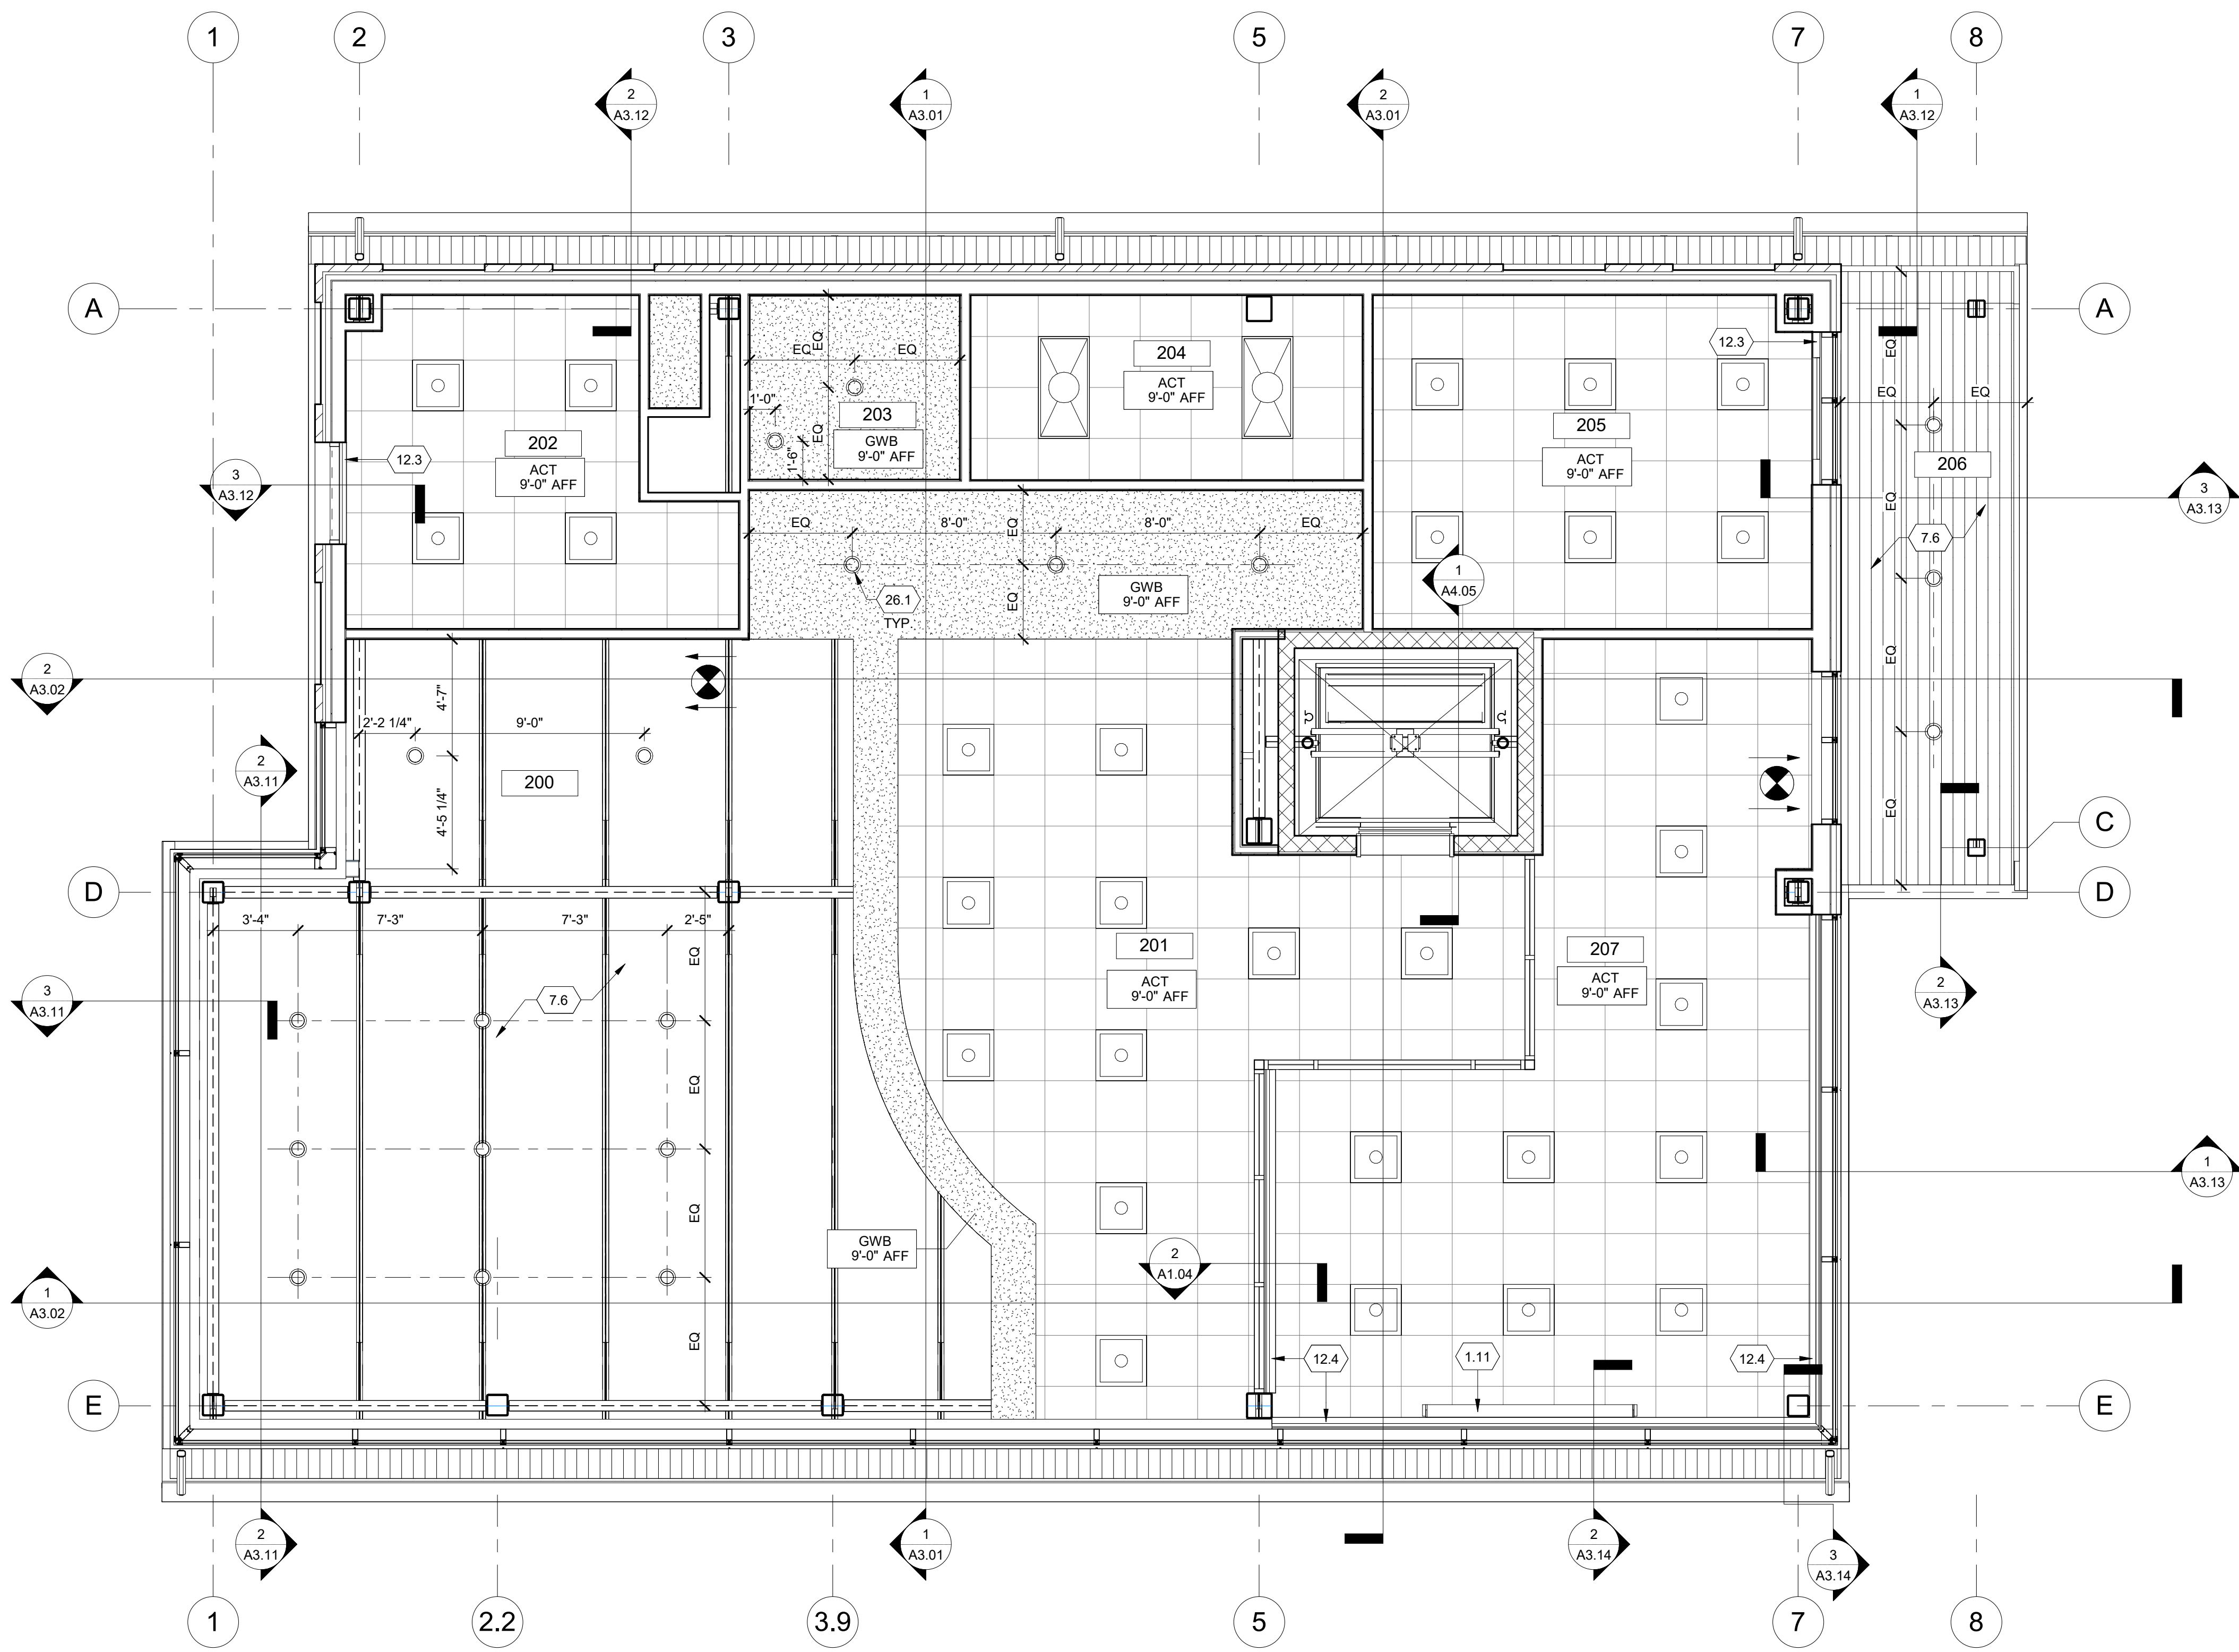 1
2
3
5
7
8
2
A3.12
1
A3.01
2
A3.01
1
A3.12
A
A
EQ
EQ
EQ
1'-0"
203
GWB
9'-0" AFF
EQ
1'-6"
204
ACT
9'-0" AFF
12.3
205
ACT
9'-0" AFF
EQ
EQ
EQ
202
ACT
9'-0" AFF
12.3
206
3
A3.12
3
A3.13
EQ
8'-0"
EQ
8'-0"
EQ
EQ
7.6
26.1
TYP.
GWB
9'-0" AFF
1
A4.05
EQ
EQ
EQ
2
A3.02
4'-7"
2'-2 1/4"
9'-0"
200
4'-5 1/4"
2
A3.11
C
D
D
3'-4"
7'-3"
7'-3"
2'-5"
EQ
EQ
EQ
EQ
7.6
201
ACT
9'-0" AFF
207
ACT
9'-0" AFF
3
A3.11
2
A3.13
1
A3.13
GWB
9'-0" AFF
2
A1.04
1
A3.02
12.4
1.11
12.4
E
E
2
A3.11
1
A3.01
2
A3.14
3
A3.14
1
2.2
3.9
5
7
8